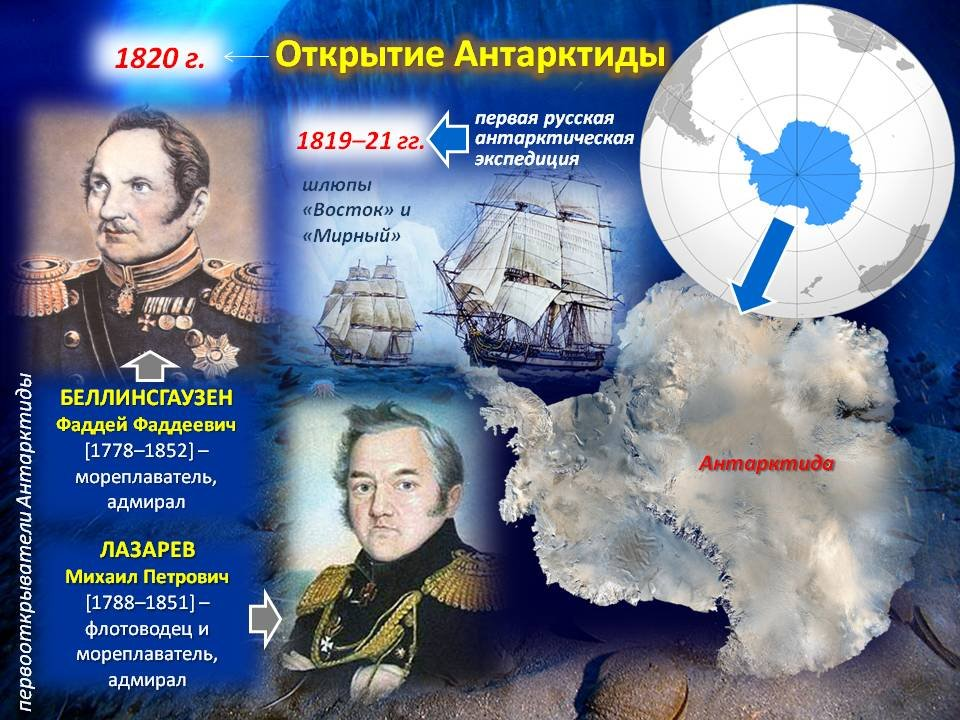 1820 г.
Открытие Антарктиды
1819–21 гг.
первая русская
антарктическая
экспедиция
шлюпы
«Восток» и
«Мирный»
БЕЛЛИНСГАУЗЕН
Фаддей Фаддеевич
[1778–1852] –
мореплаватель,
адмирал
ЛАЗАРЕВ
Михаил Петрович
[1788–1851] –
флотоводец и
мореплаватель,
адмирал
первооткрыватели Антарктиды
Антарктида